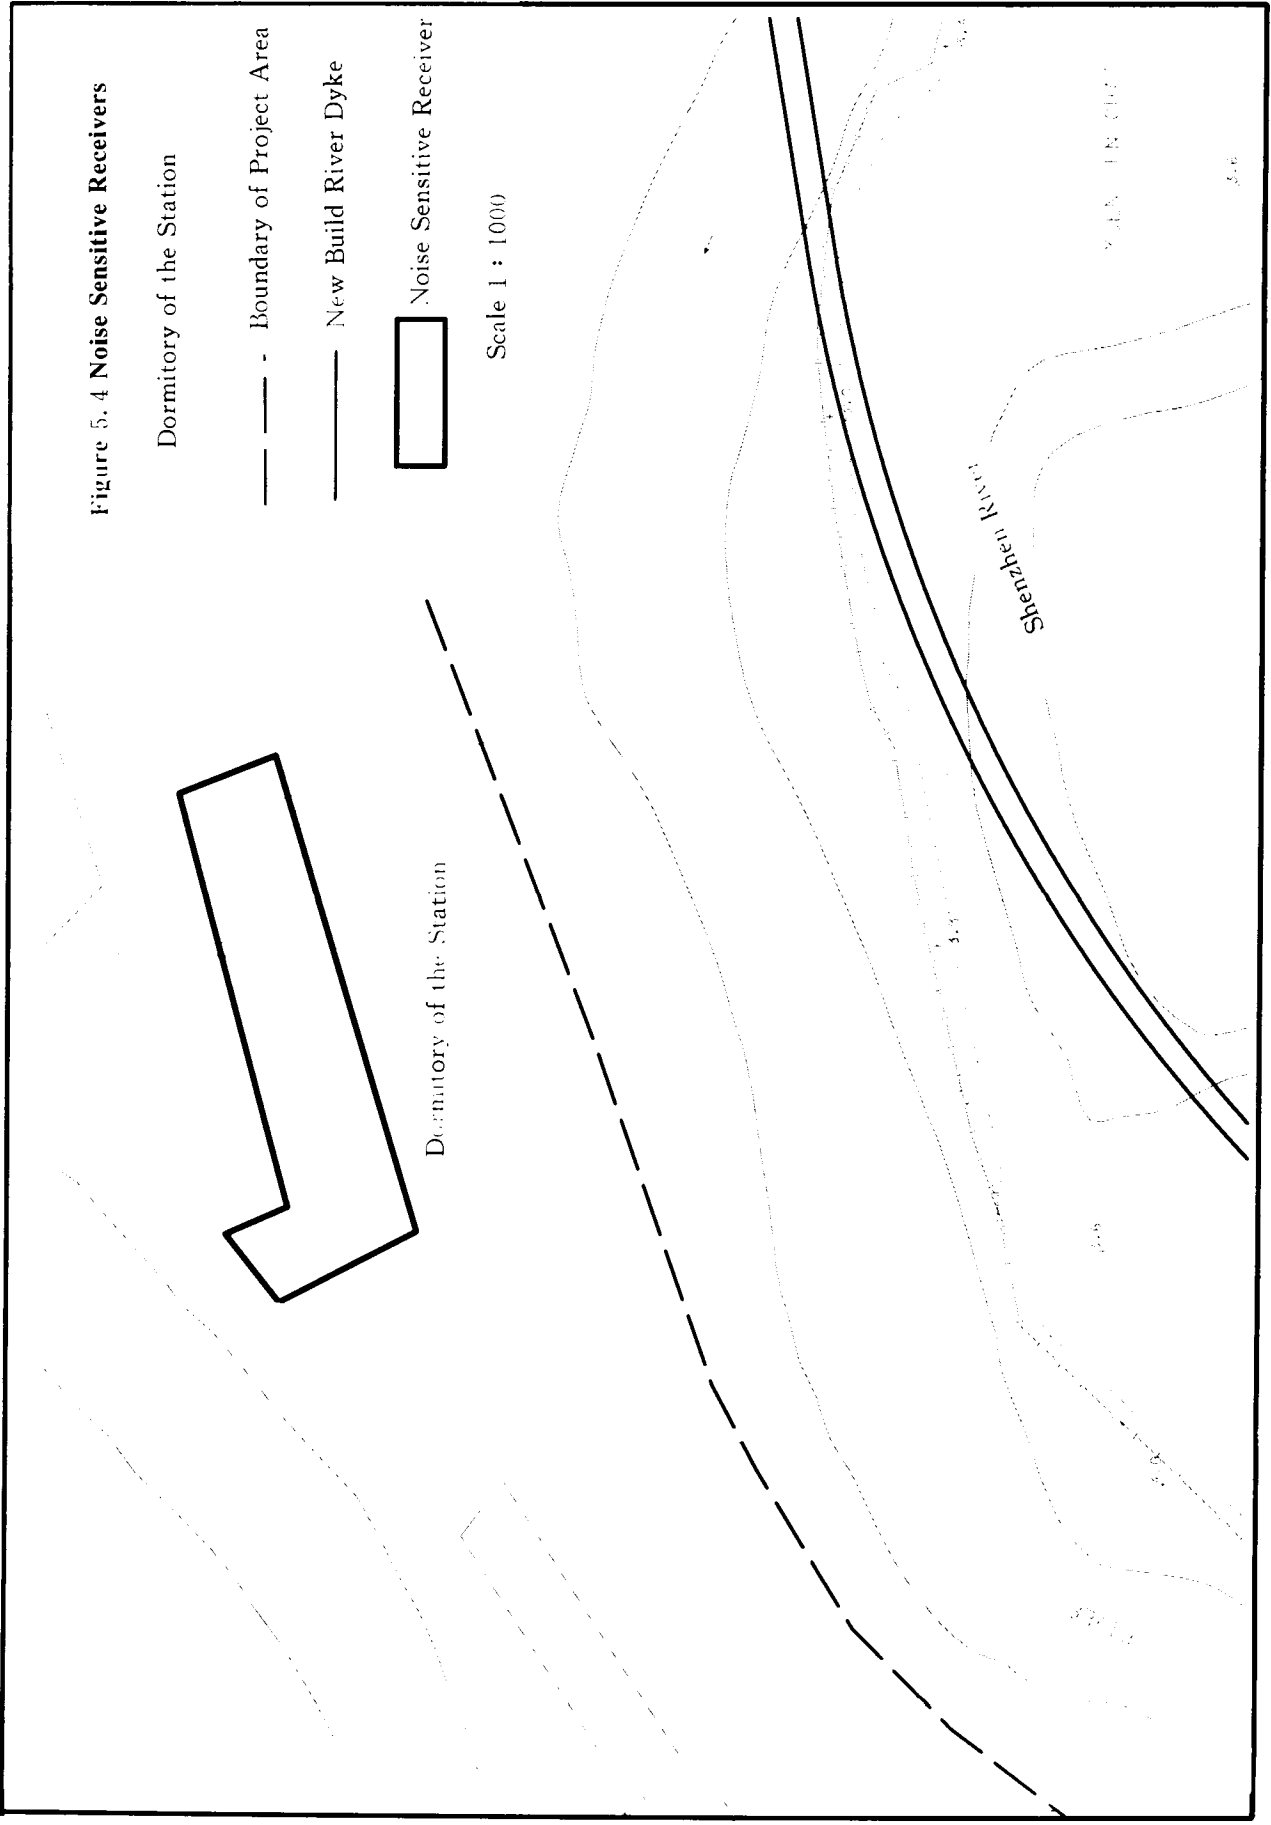 Figure 5.4 Noise Sensitive Receivers
Dormitory of the Station
Boundary of Project Area
New Build River Dyke
Noise Sensitive Receiver
Scale 1 : 1000
Dormitory of the Station
Shenzhen River